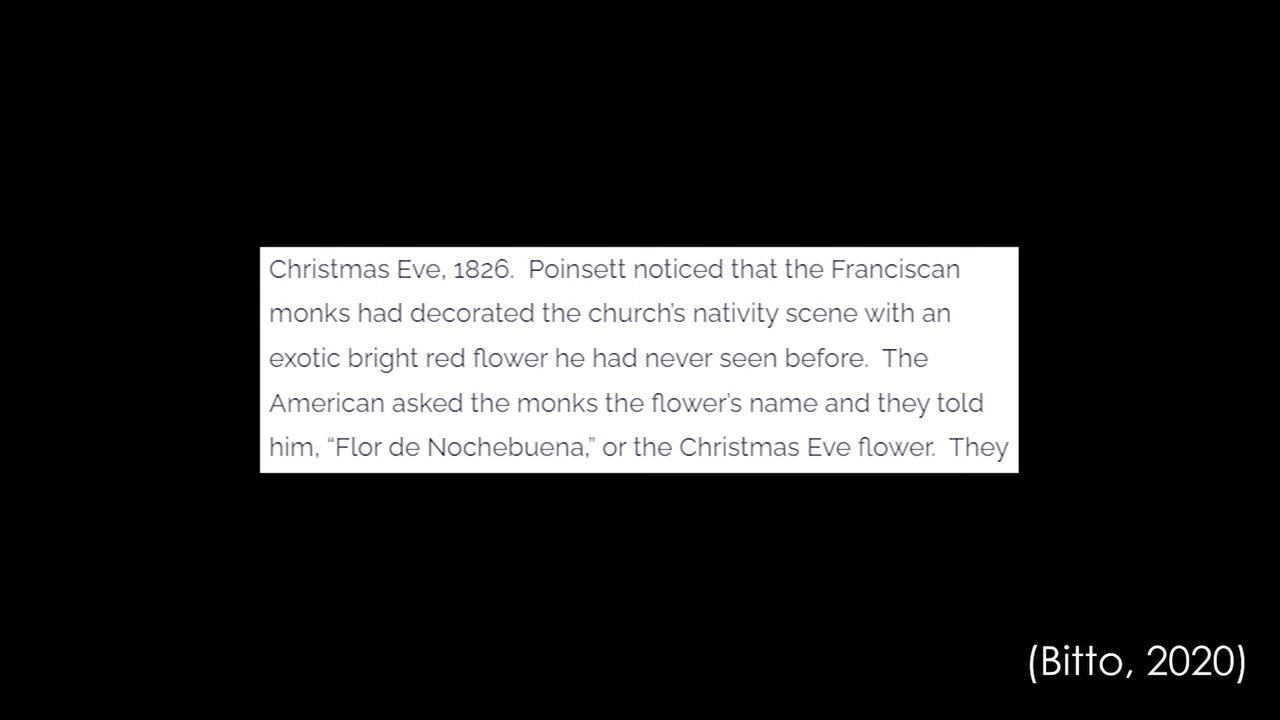 Christmas Eve, 1826.  Poinsett noticed that the Franciscan
monks had decorated the church's nativity scene with an
exotic bright red flower he had never seen before.  The
American asked the monks the flower's name and they told
him, “Flor de Nochebuena,” or the Christmas Eve flower.  They
(Bitto, 2020)